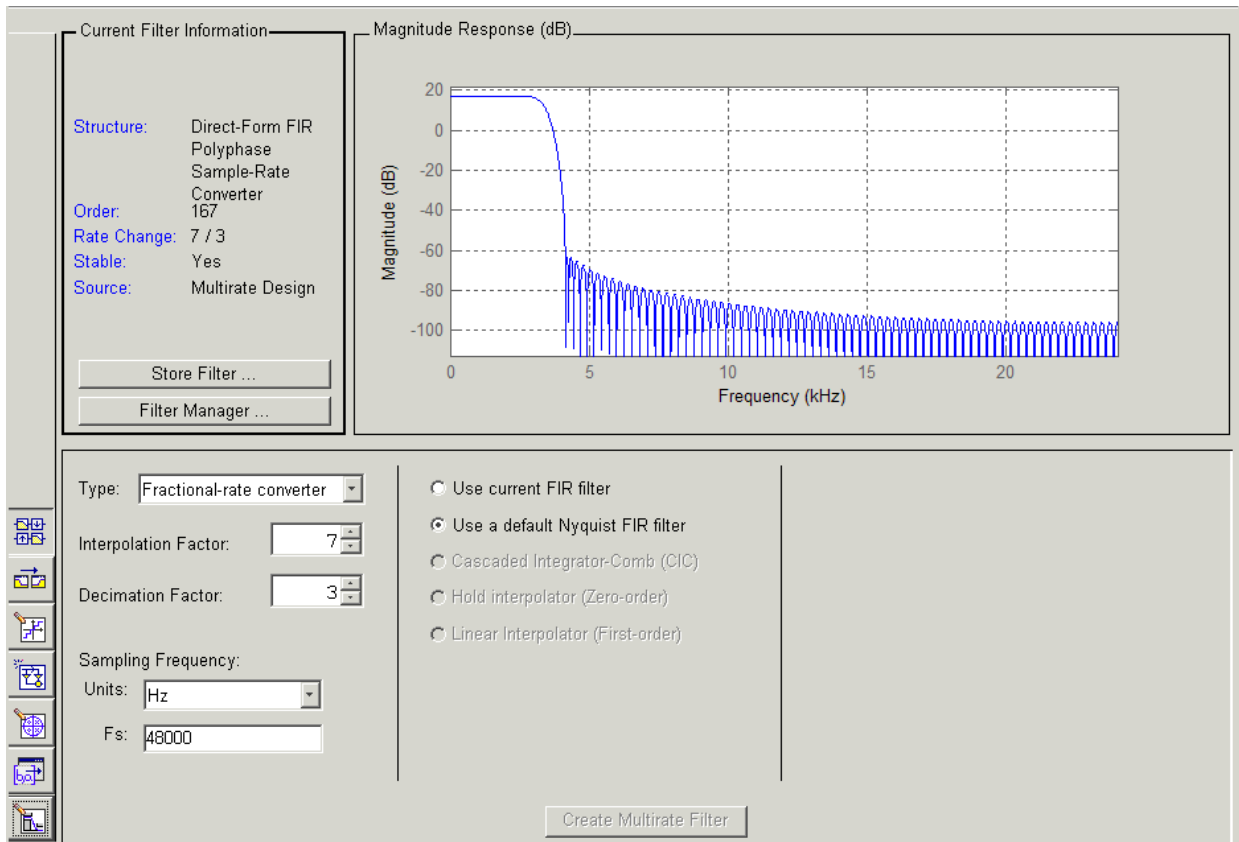 Current Filter Information
Structure: Direct-Form FIR
Polyphase
Sample-Rate
Converter
Order: 167
Rate Change: 7 / 3
Stable: Yes
Source: Multirate Design
Store Filter ...
Filter Manager ...
Magnitude Response (dB)
20
0
-20
-40
-60
-80
-100
Magnitude (dB)
0 5 10 15 20
Frequency (kHz)
Type: Fractional-rate converter
Interpolation Factor: 7
Decimation Factor: 3
Sampling Frequency:
Units: Hz
Fs: 48000
Use current FIR filter
Use a default Nyquist FIR filter
Cascaded Integrator-Comb (CIC)
Hold interpolator (Zero-order)
Linear Interpolator (First-order)
Create Multirate Filter
[b,a]